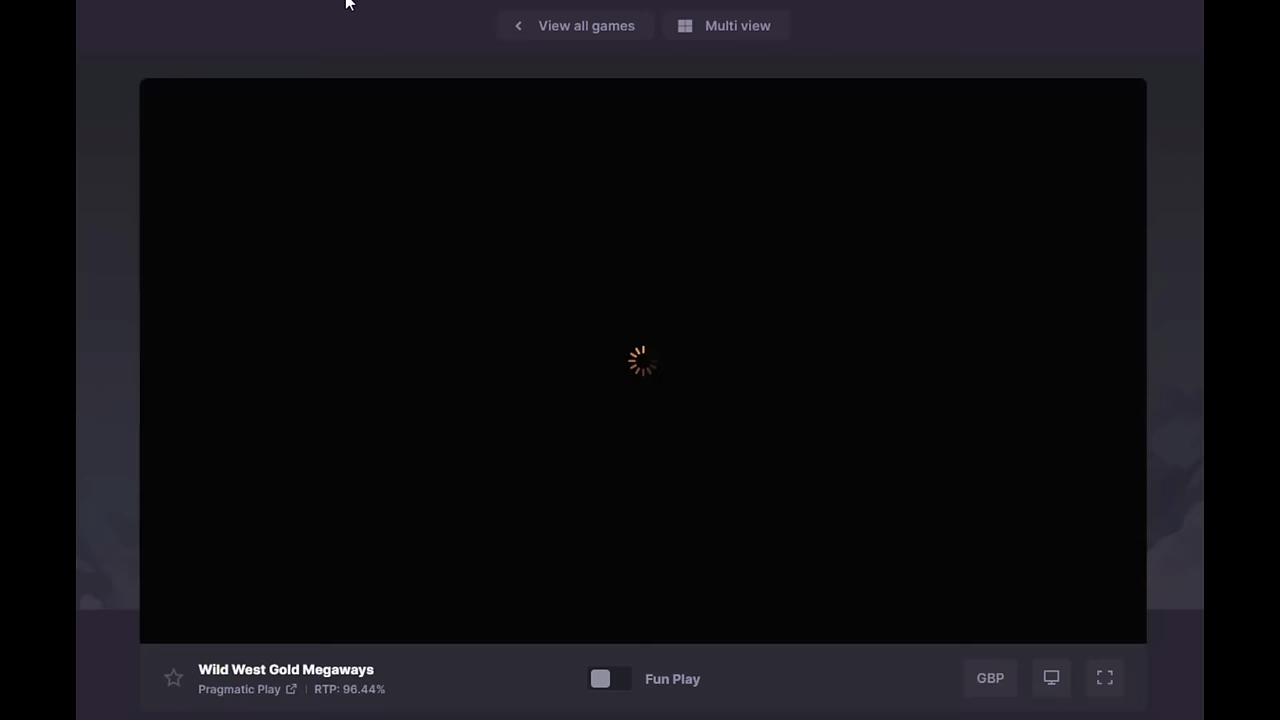 View all games
Multi view
Wild West Gold Megaways
Pragmatic Play | RTP: 96.44%
Fun Play
GBP